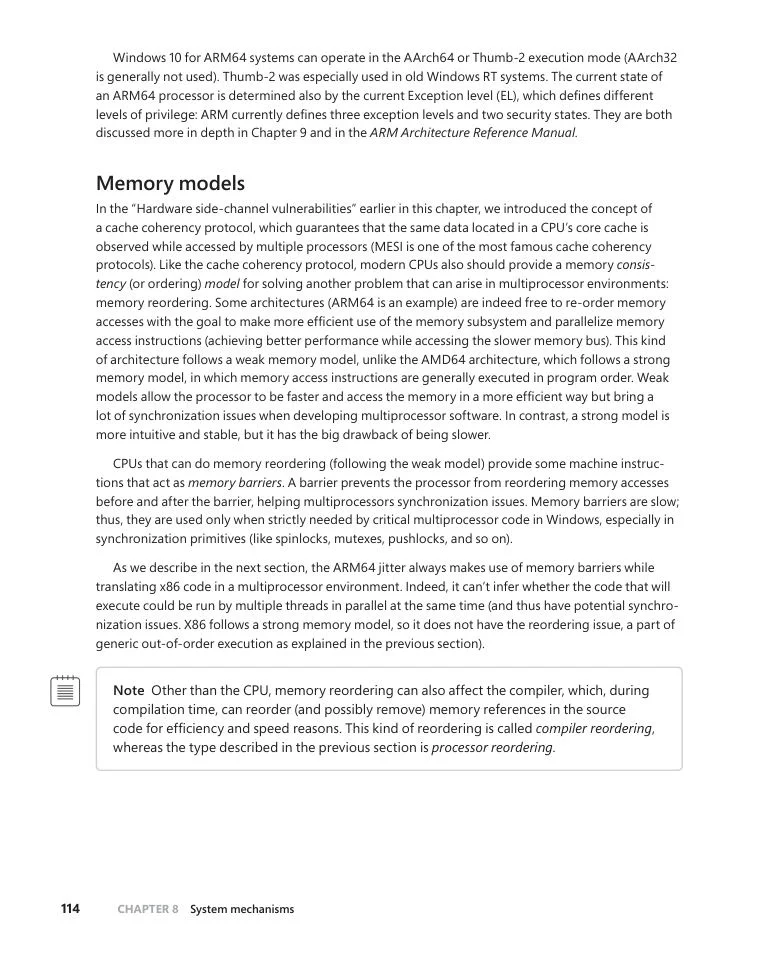 Windows 10 for ARM64 systems can operate in the AArch64 or Thumb-2 execution mode (AArch32
is generally not used). Thumb-2 was especially used in old Windows RT systems. The current state of
an ARM64 processor is determined also by the current Exception level (EL), which defines different
levels of privilege: ARM currently defines three exception levels and two security states. They are both
discussed more in depth in Chapter 9 and in the ARM Architecture Reference Manual.
Memory models
In the “Hardware side-channel vulnerabilities” earlier in this chapter, we introduced the concept of
a cache coherency protocol, which guarantees that the same data located in a CPU’s core cache is
observed while accessed by multiple processors (MESI is one of the most famous cache coherency
protocols). Like the cache coherency protocol, modern CPUs also should provide a memory consis-
tency (or ordering) model for solving another problem that can arise in multiprocessor environments:
memory reordering. Some architectures (ARM64 is an example) are indeed free to re-order memory
accesses with the goal to make more efficient use of the memory subsystem and parallelize memory
access instructions (achieving better performance while accessing the slower memory bus). This kind
of architecture follows a weak memory model, unlike the AMD64 architecture, which follows a strong
memory model, in which memory access instructions are generally executed in program order. Weak
models allow the processor to be faster and access the memory in a more efficient way but bring a
lot of synchronization issues when developing multiprocessor software. In contrast, a strong model is
more intuitive and stable, but it has the big drawback of being slower.
CPUs that can do memory reordering (following the weak model) provide some machine instruc-
tions that act as memory barriers. A barrier prevents the processor from reordering memory accesses
before and after the barrier, helping multiprocessors synchronization issues. Memory barriers are slow;
thus, they are used only when strictly needed by critical multiprocessor code in Windows, especially in
synchronization primitives (like spinlocks, mutexes, pushlocks, and so on).
As we describe in the next section, the ARM64 jitter always makes use of memory barriers while
translating x86 code in a multiprocessor environment. Indeed, it can’t infer whether the code that will
execute could be run by multiple threads in parallel at the same time (and thus have potential synchro-
nization issues. X86 follows a strong memory model, so it does not have the reordering issue, a part of
generic out-of-order execution as explained in the previous section).
Note Other than the CPU, memory reordering can also affect the compiler, which, during
compilation time, can reorder (and possibly remove) memory references in the source
code for efficiency and speed reasons. This kind of reordering is called compiler reordering,
whereas the type described in the previous section is processor reordering.
114 CHAPTER 8 System mechanisms